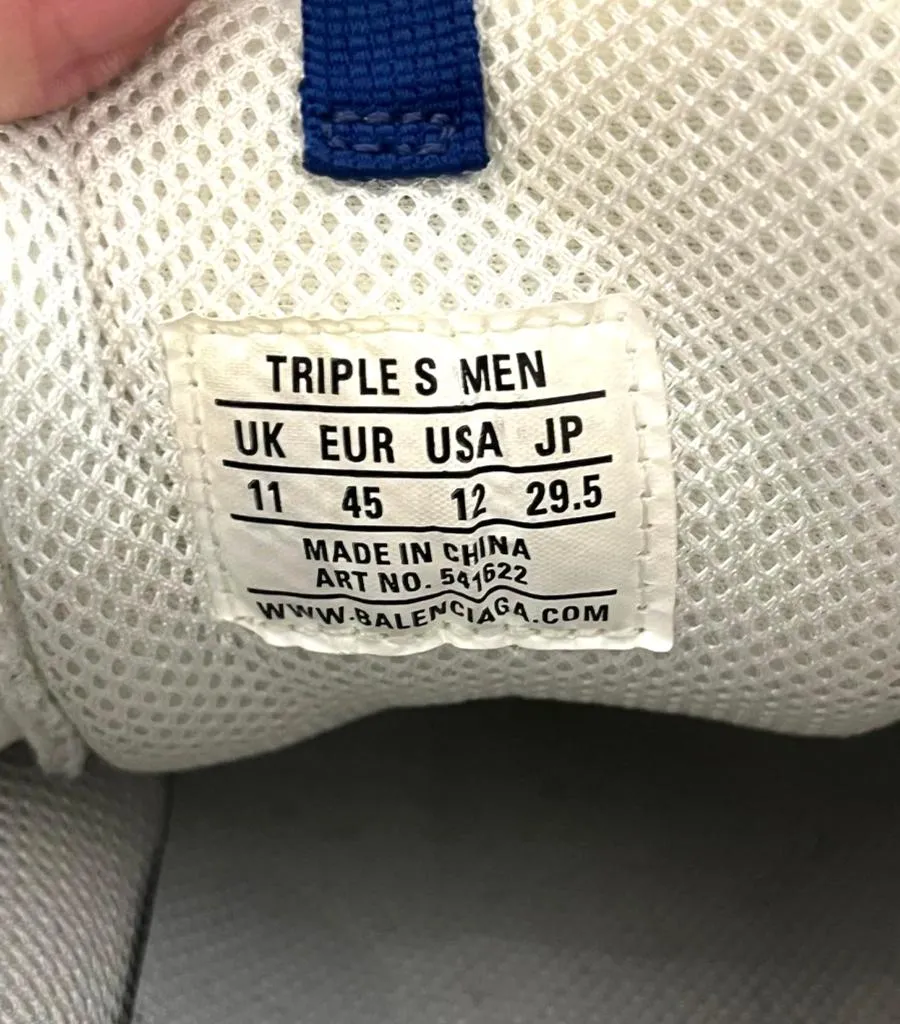 TRIPLE S MEN
UK EUR USA JP
11 45 12 29.5
MADE IN CHINA
ART NO. 541622
WWW.BALENCIAGA.COM